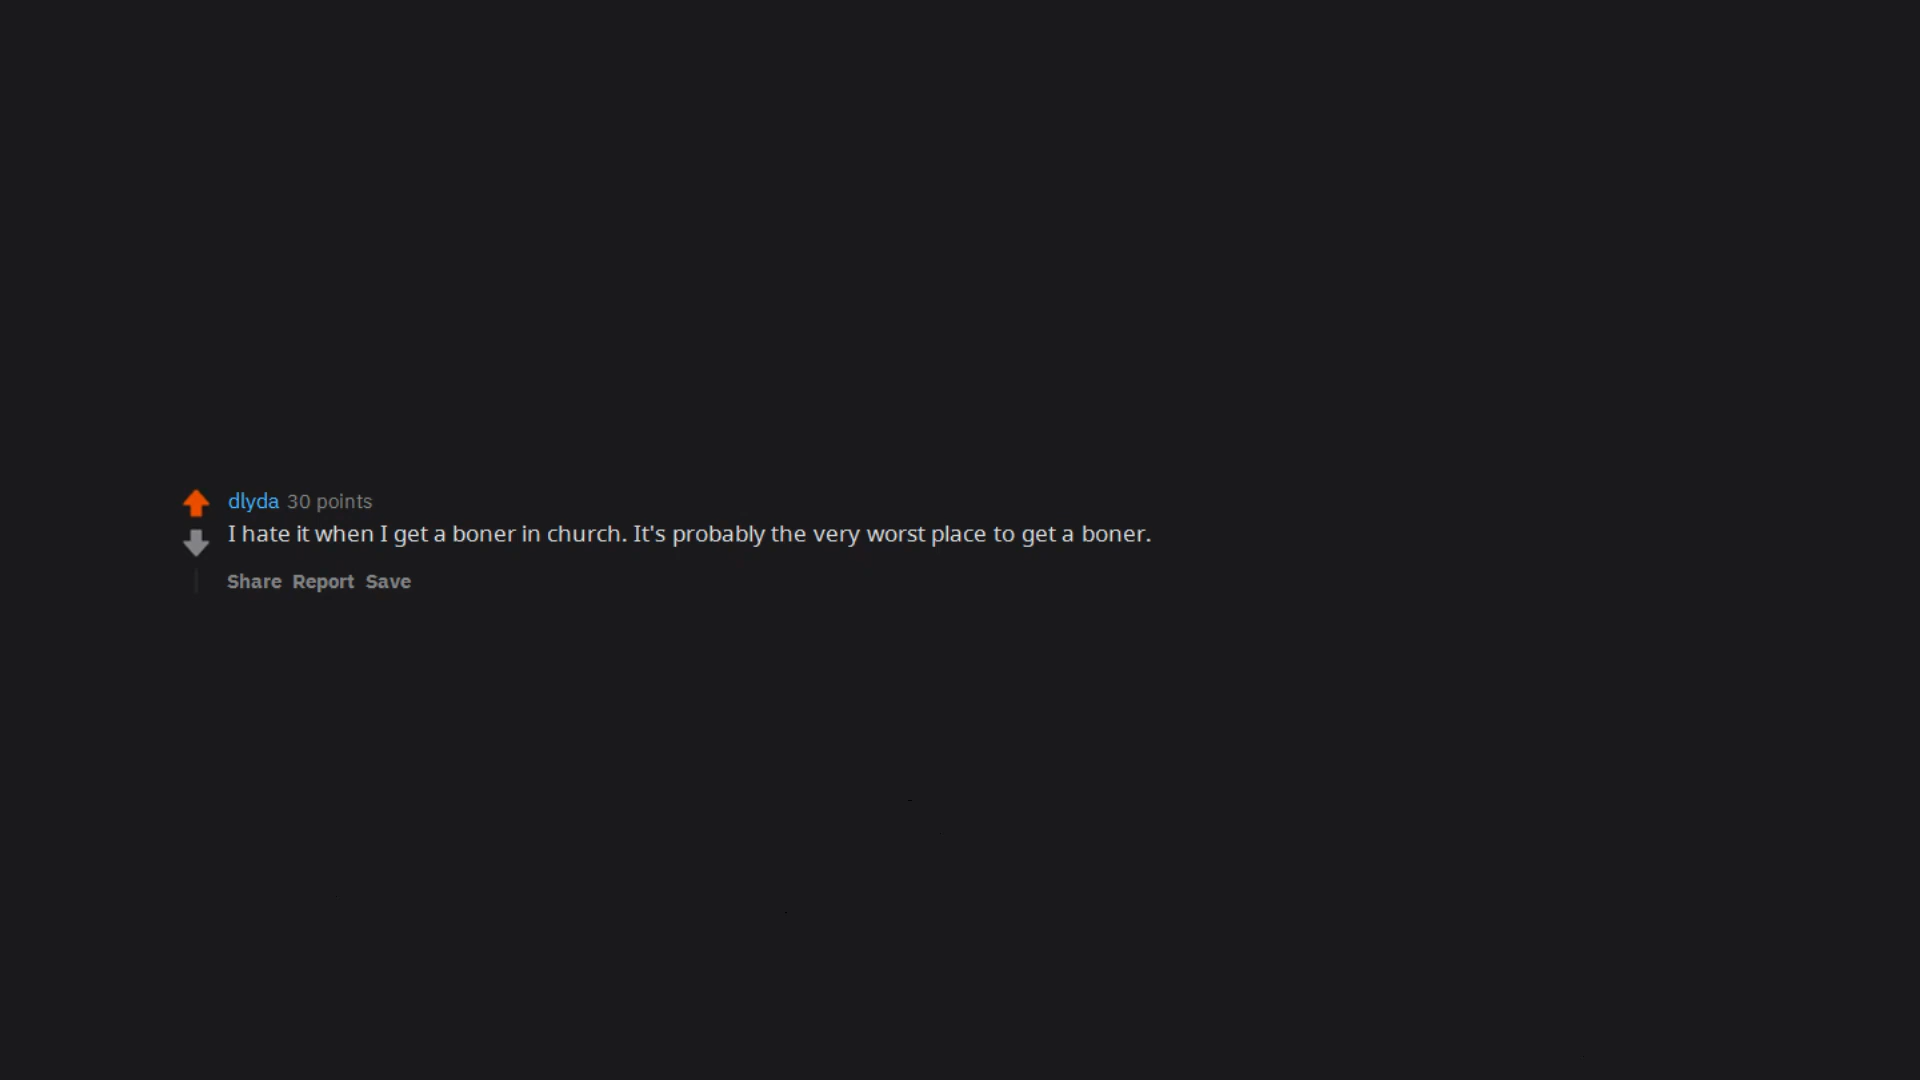 dlyda 30 points
I hate it when I get a boner in church. It's probably the very worst place to get a boner.
Share Report Save